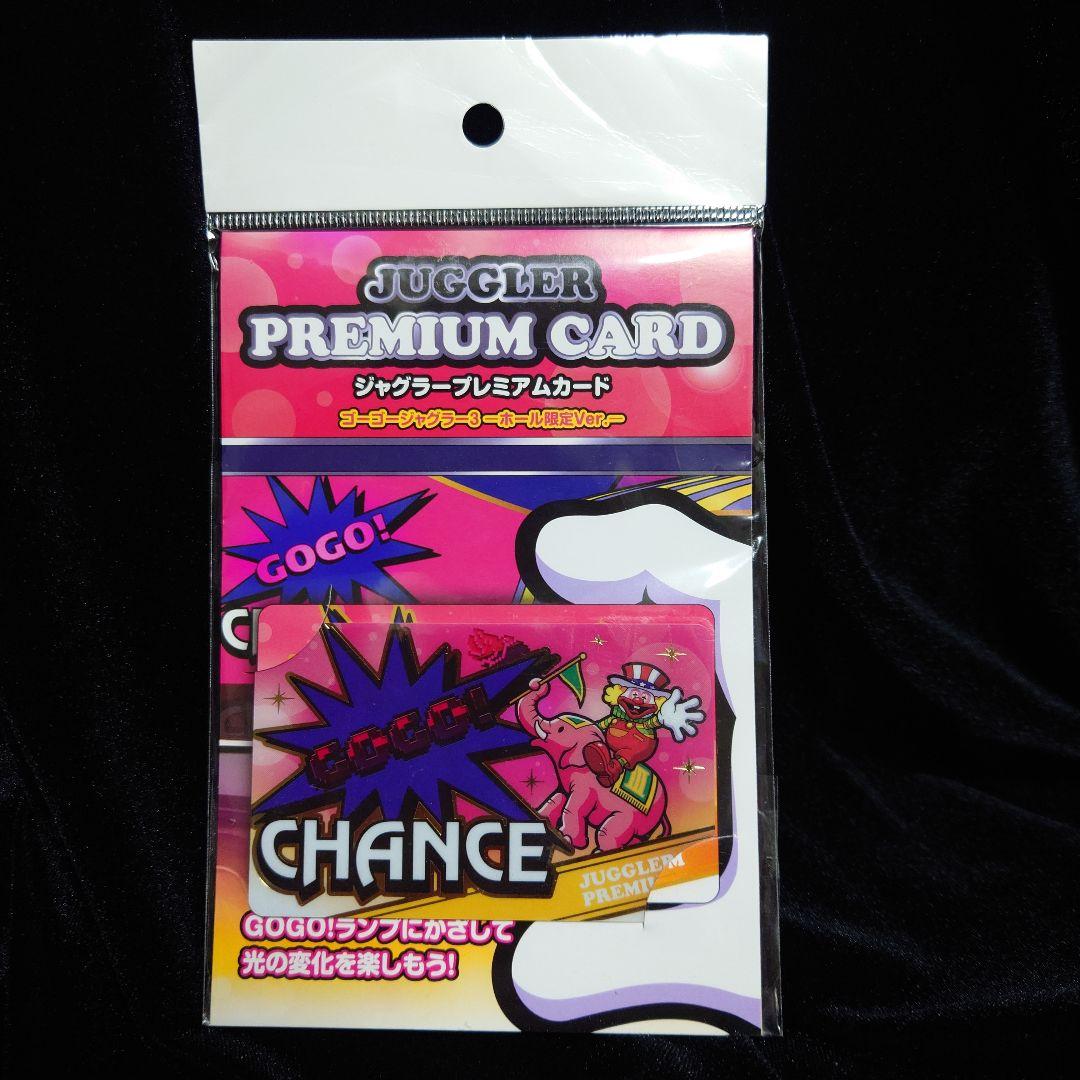 JUGGLER
PREMIUM CARD
ジャグラープレミアムカード
ゴーゴージャグラー3 ーホール限定Ver.ー
GOGO!
C
GOGO!
CHANCE
JUGGLER
PREMIU
GOGO!ランプにかざして
光の変化を楽しもう!